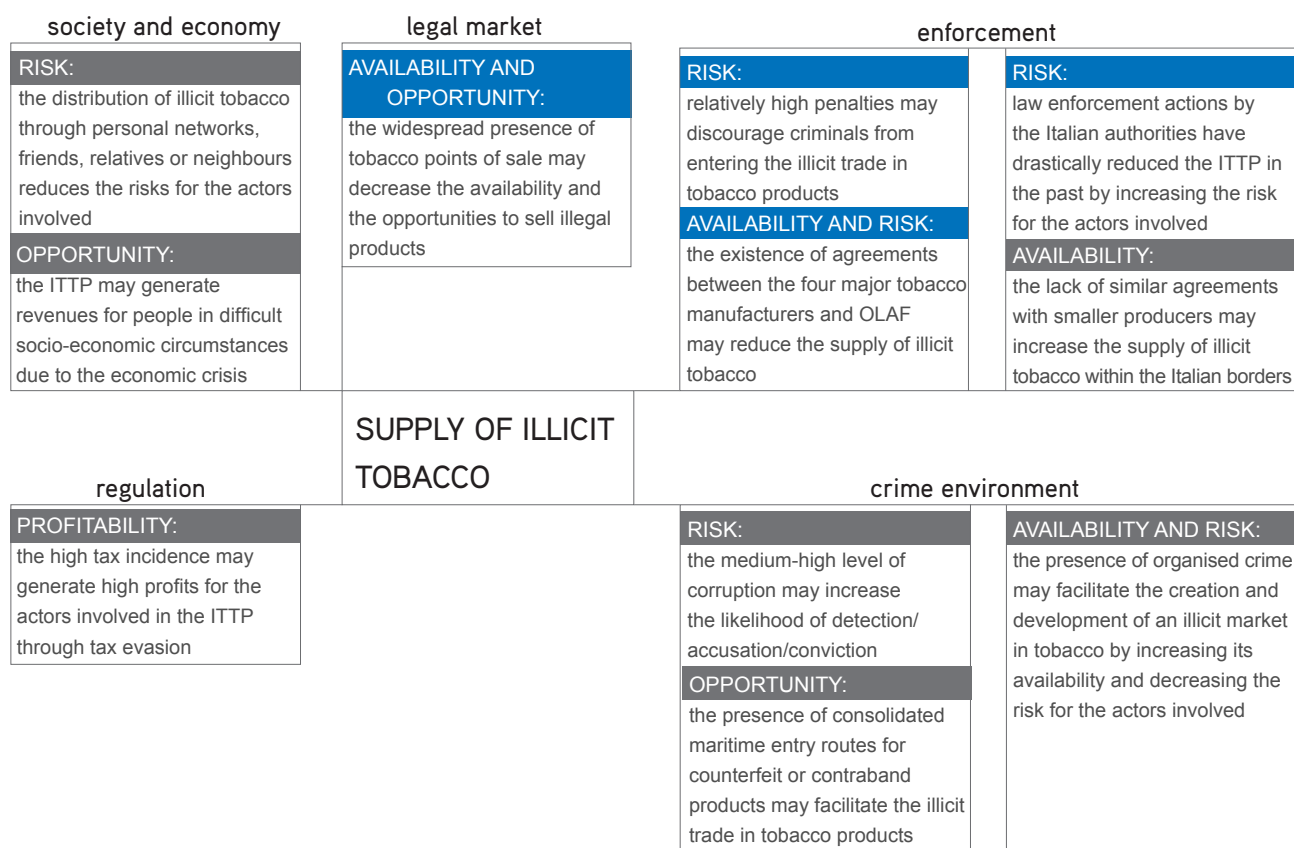 society and economy
RISK:
the distribution of illicit tobacco
through personal networks,
friends, relatives or neighbours
reduces the risks for the actors
involved
OPPORTUNITY:
the ITTP may generate
revenues for people in difficult
socio-economic circumstances
due to the economic crisis
legal market
AVAILABILITY AND
OPPORTUNITY:
the widespread presence of
tobacco points of sale may
decrease the availability and
the opportunities to sell illegal
products
enforcement
RISK:
relatively high penalties may
discourage criminals from
entering the illicit trade in
tobacco products
AVAILABILITY AND RISK:
the existence of agreements
between the four major tobacco
manufacturers and OLAF
may reduce the supply of illicit
tobacco
RISK:
law enforcement actions by
the Italian authorities have
drastically reduced the ITTP in
the past by increasing the risk
for the actors involved
AVAILABILITY:
the lack of similar agreements
with smaller producers may
increase the supply of illicit
tobacco within the Italian borders
SUPPLY OF ILLICIT
TOBACCO
regulation
PROFITABILITY:
the high tax incidence may
generate high profits for the
actors involved in the ITTP
through tax evasion
crime environment
RISK:
the medium-high level of
corruption may increase
the likelihood of detection/
accusation/conviction
OPPORTUNITY:
the presence of consolidated
maritime entry routes for
counterfeit or contraband
products may facilitate the illicit
trade in tobacco products
AVAILABILITY AND RISK:
the presence of organised crime
may facilitate the creation and
development of an illicit market
in tobacco by increasing its
availability and decreasing the
risk for the actors involved